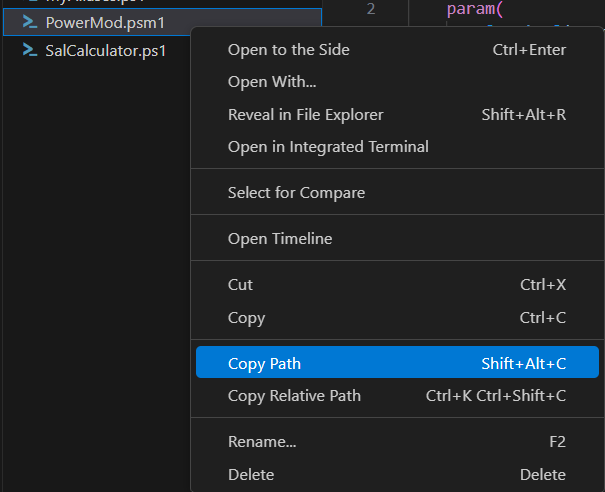 PowerMod.psm1
SalCalculator.ps1
2
param(
Open to the Side Ctrl+Enter
Open With...
Reveal in File Explorer Shift+Alt+R
Open in Integrated Terminal
Select for Compare
Open Timeline
Cut Ctrl+X
Copy Ctrl+C
Copy Path Shift+Alt+C
Copy Relative Path Ctrl+K Ctrl+Shift+C
Rename... F2
Delete Delete